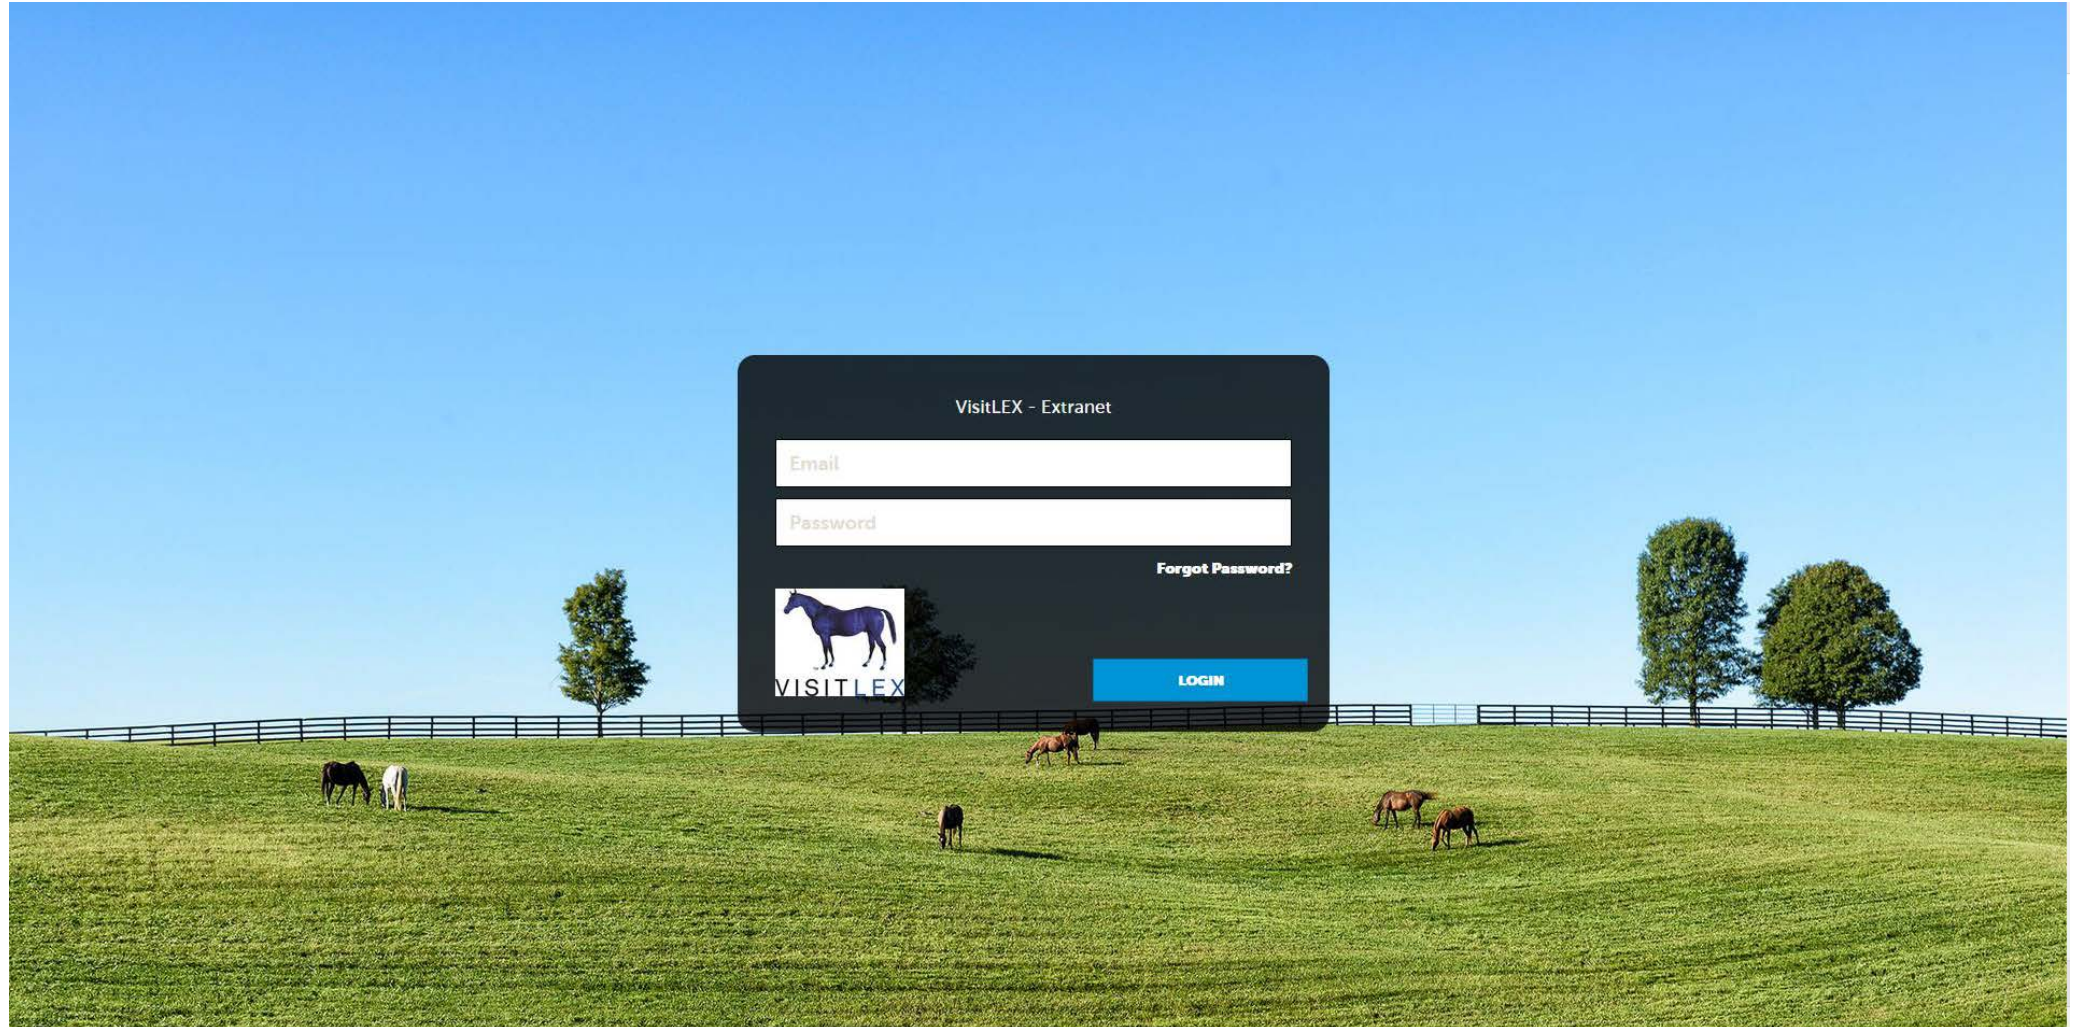 VisitLEX - Extranet
Email
Password
Forgot Password?
VISITLEX
LOGIN